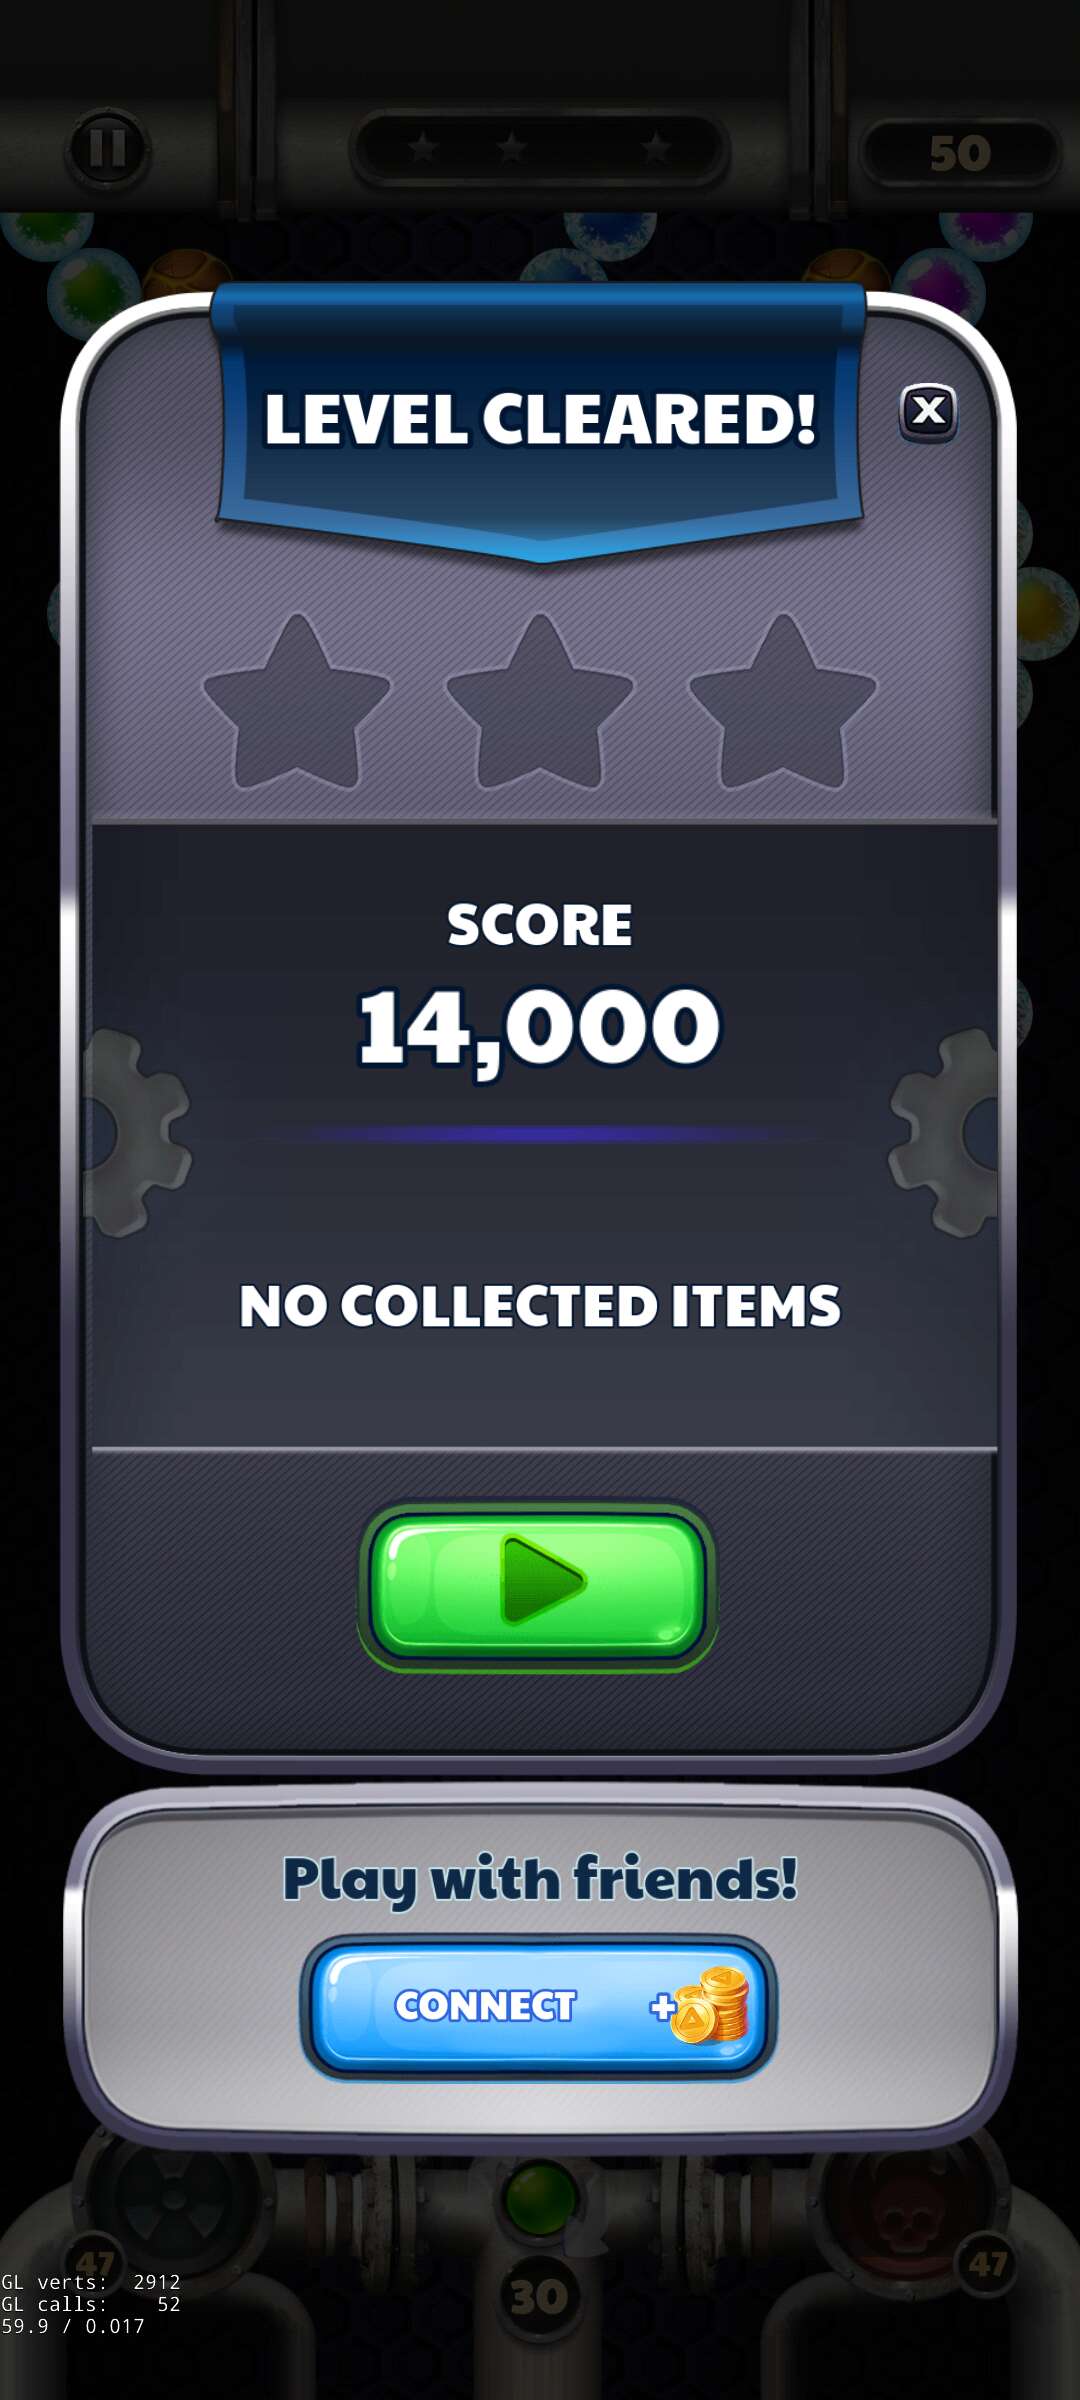 50
LEVEL CLEARED!
X
SCORE
14,000
NO COLLECTED ITEMS
Play with friends!
CONNECT +
47
47
30
GL verts: 2912
GL calls: 52
59.9 / 0.017